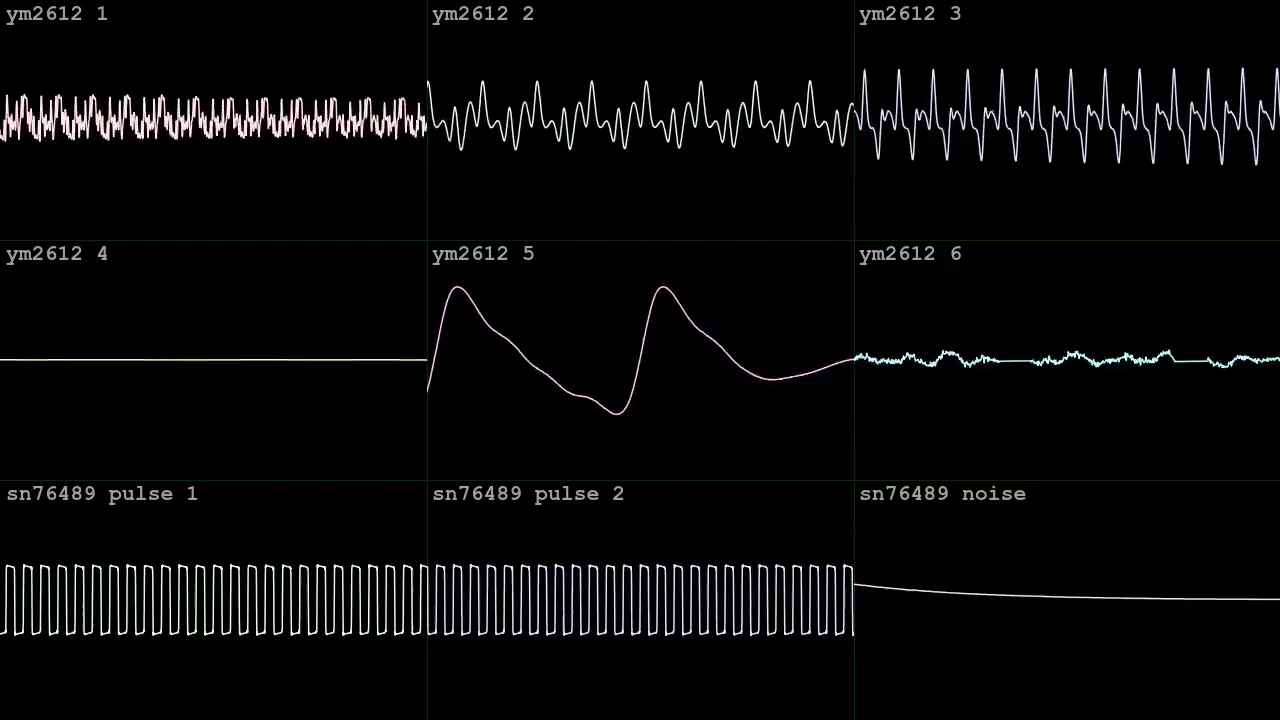 ym2612 1
ym2612 2
ym2612 3
ym2612 4
ym2612 5
ym2612 6
sn76489 pulse 1
sn76489 pulse 2
sn76489 noise